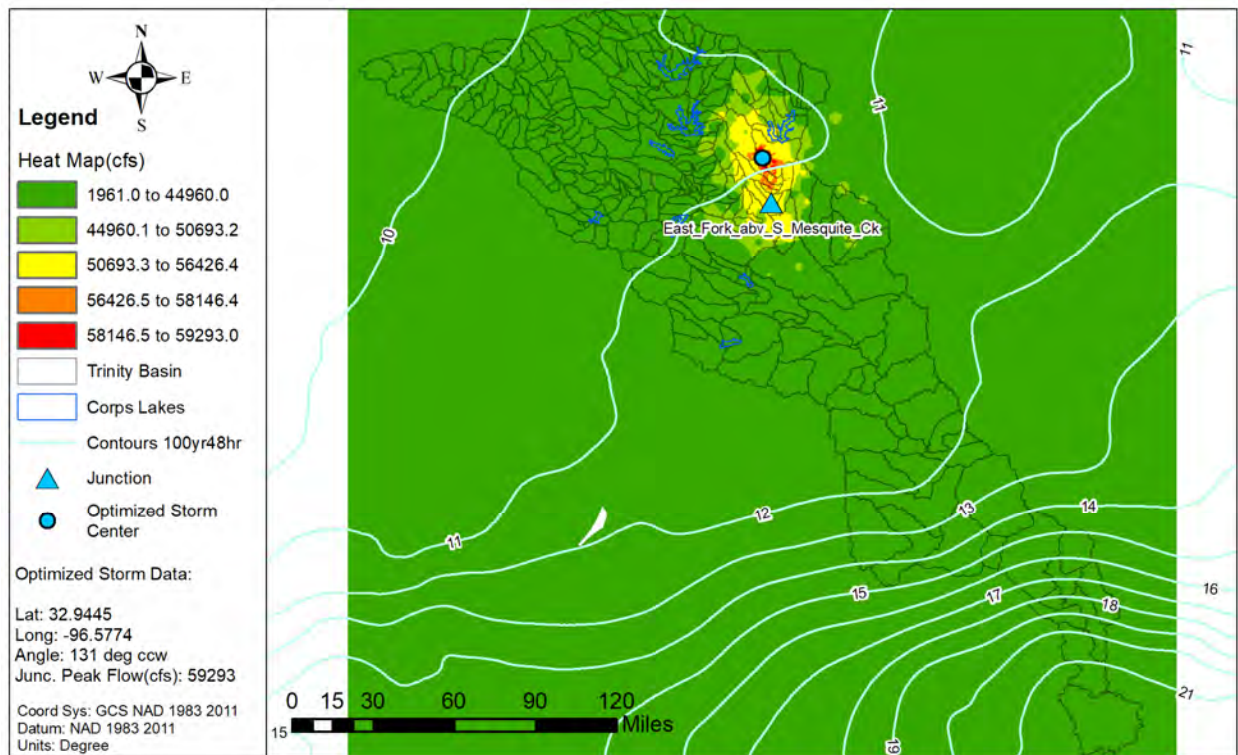 N
W E
S
Legend
Heat Map(cfs)
1961.0 to 44960.0
44960.1 to 50693.2
50693.3 to 56426.4
56426.5 to 58146.4
58146.5 to 59293.0
Trinity Basin
Corps Lakes
Contours 100yr48hr
Junction
Optimized Storm
Center
Optimized Storm Data:
Lat: 32.9445
Long: -96.5774
Angle: 131 deg ccw
Junc. Peak Flow(cfs): 59293
Coord Sys: GCS NAD 1983 2011
Datum: NAD 1983 2011
Units: Degree
11
11
10
East_Fork_abv_S_Mesquite_Ck
12
11
13
14
15
16
17
18
21
19
15
0 15 30 60 90 120
Miles